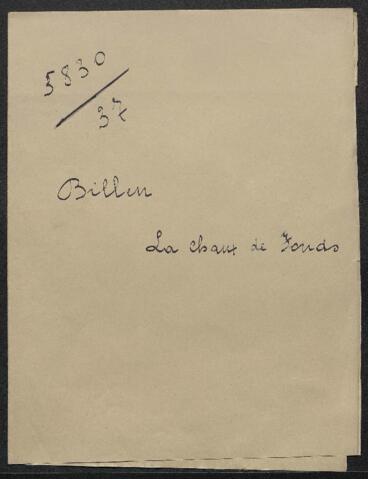 5830
37
Billen
La Chaux de Fonds